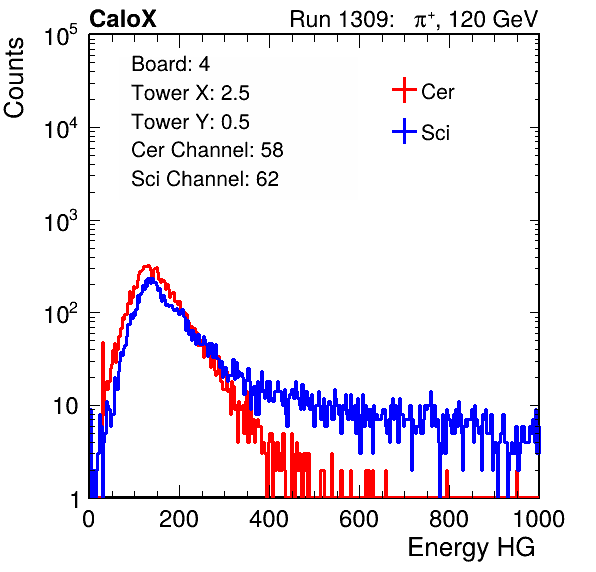 CaloX Run 1309: π⁺, 120 GeV
Board: 4
Tower X: 2.5
Tower Y: 0.5
Cer Channel: 58
Sci Channel: 62
Cer
Sci
Counts
10⁵
10⁴
10³
10²
10
1
0 200 400 600 800 1000
Energy HG